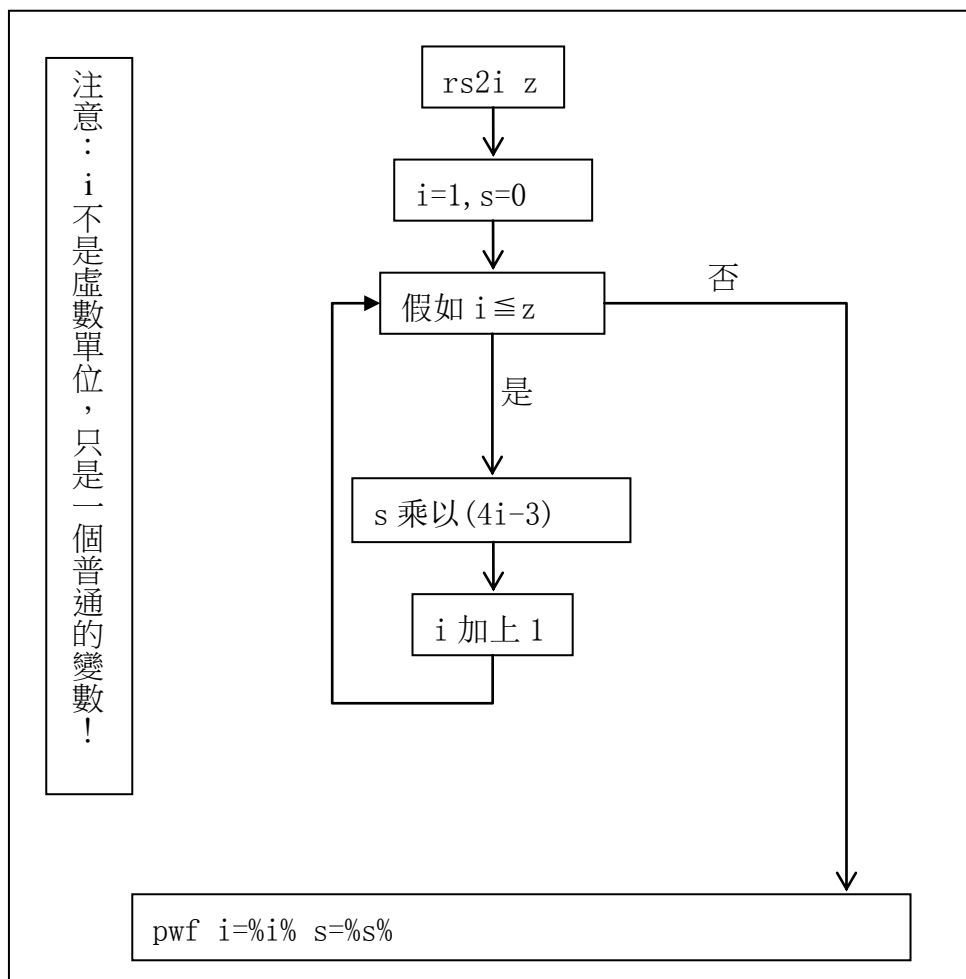 注意：i不是虛數單位，只是一個普通的變數！
rs2i z
i=1,s=0
假如 i≦z
否
是
s 乘以(4i-3)
i 加上 1
pwf i=%i% s=%s%